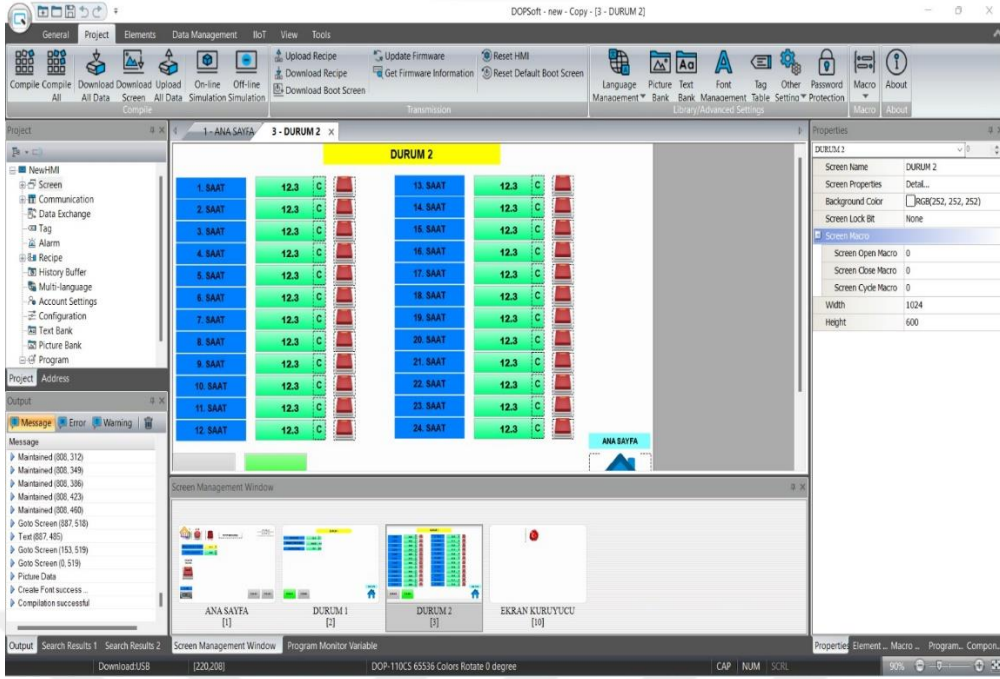 DOPSoft - new - Copy - [3 - DURUM 2]
General Project Elements Data Management IIoT View Tools
Compile All
Compile
Download All Data
Download Screen
Upload All Data
On-line Simulation
Off-line Simulation
Compile
Upload Recipe
Download Recipe
Download Boot Screen
Update Firmware
Get Firmware Information
Reset HMI
Reset Default Boot Screen
Transmission
Language Management
Picture Bank
Text Bank
Font Management
Tag Table
Other Setting
Password Protection
Library/Advanced Settings
Macro
Macro
About
About
Project
NewHMI
Screen
Communication
Data Exchange
Tag
Alarm
Recipe
History Buffer
Multi-language
Account Settings
Configuration
Text Bank
Picture Bank
Program
Project Address
Output
Message Error Warning
Message
Maintained (808, 312)
Maintained (808, 349)
Maintained (808, 386)
Maintained (808, 423)
Maintained (808, 460)
Goto Screen (887, 518)
Text (887, 485)
Goto Screen (153, 519)
Goto Screen (0, 519)
Picture Data
Create Font success ...
Compilation successful
Output Search Results 1 Search Results 2
1 - ANA SAYFA 3 - DURUM 2 X
DURUM 2
1. SAAT 12.3 C 13. SAAT 12.3 C
2. SAAT 12.3 C 14. SAAT 12.3 C
3. SAAT 12.3 C 15. SAAT 12.3 C
4. SAAT 12.3 C 16. SAAT 12.3 C
5. SAAT 12.3 C 17. SAAT 12.3 C
6. SAAT 12.3 C 18. SAAT 12.3 C
7. SAAT 12.3 C 19. SAAT 12.3 C
8. SAAT 12.3 C 20. SAAT 12.3 C
9. SAAT 12.3 C 21. SAAT 12.3 C
10. SAAT 12.3 C 22. SAAT 12.3 C
11. SAAT 12.3 C 23. SAAT 12.3 C
12. SAAT 12.3 C 24. SAAT 12.3 C
ANA SAYFA
Screen Management Window
ANA SAYFA
[1]
DURUM 1
[2]
DURUM 2
[3]
EKRAN KURUYUCU
[10]
Screen Management Window Program Monitor Variable
Properties
DURUM 2 0
Screen Name DURUM 2
Screen Properties Detail...
Background Color RGB(252, 252, 252)
Screen Lock Bit None
Screen Macro
Screen Open Macro 0
Screen Close Macro 0
Screen Cycle Macro 0
Width 1024
Height 600
Properties Element ... Macro ... Program... Compon...
Download:USB [220,208] DOP-110CS 65536 Colors Rotate 0 degree CAP NUM SCRL 90%